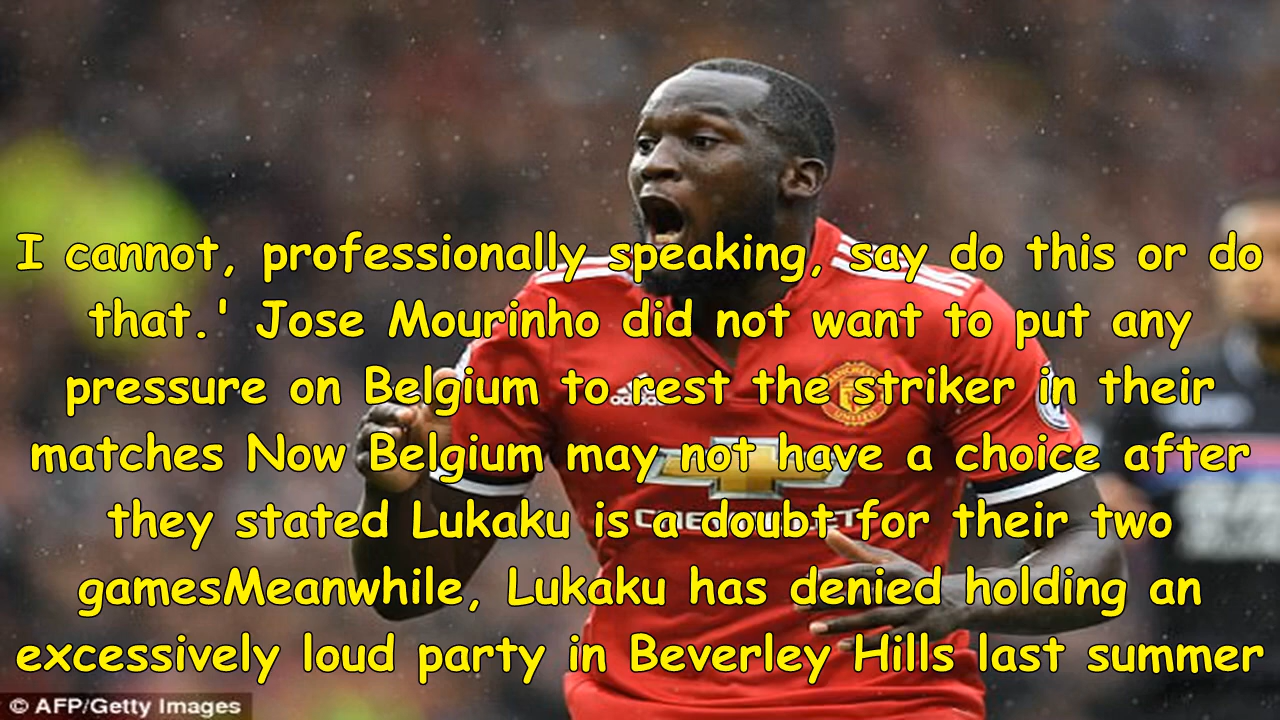 I cannot, professionally speaking, say do this or do
that.' Jose Mourinho did not want to put any
pressure on Belgium to rest the striker in their
matches Now Belgium may not have a choice after
they stated Lukaku is a doubt for their two
gamesMeanwhile, Lukaku has denied holding an
excessively loud party in Beverley Hills last summer
adidas
UNITED
© AFP/Getty Images